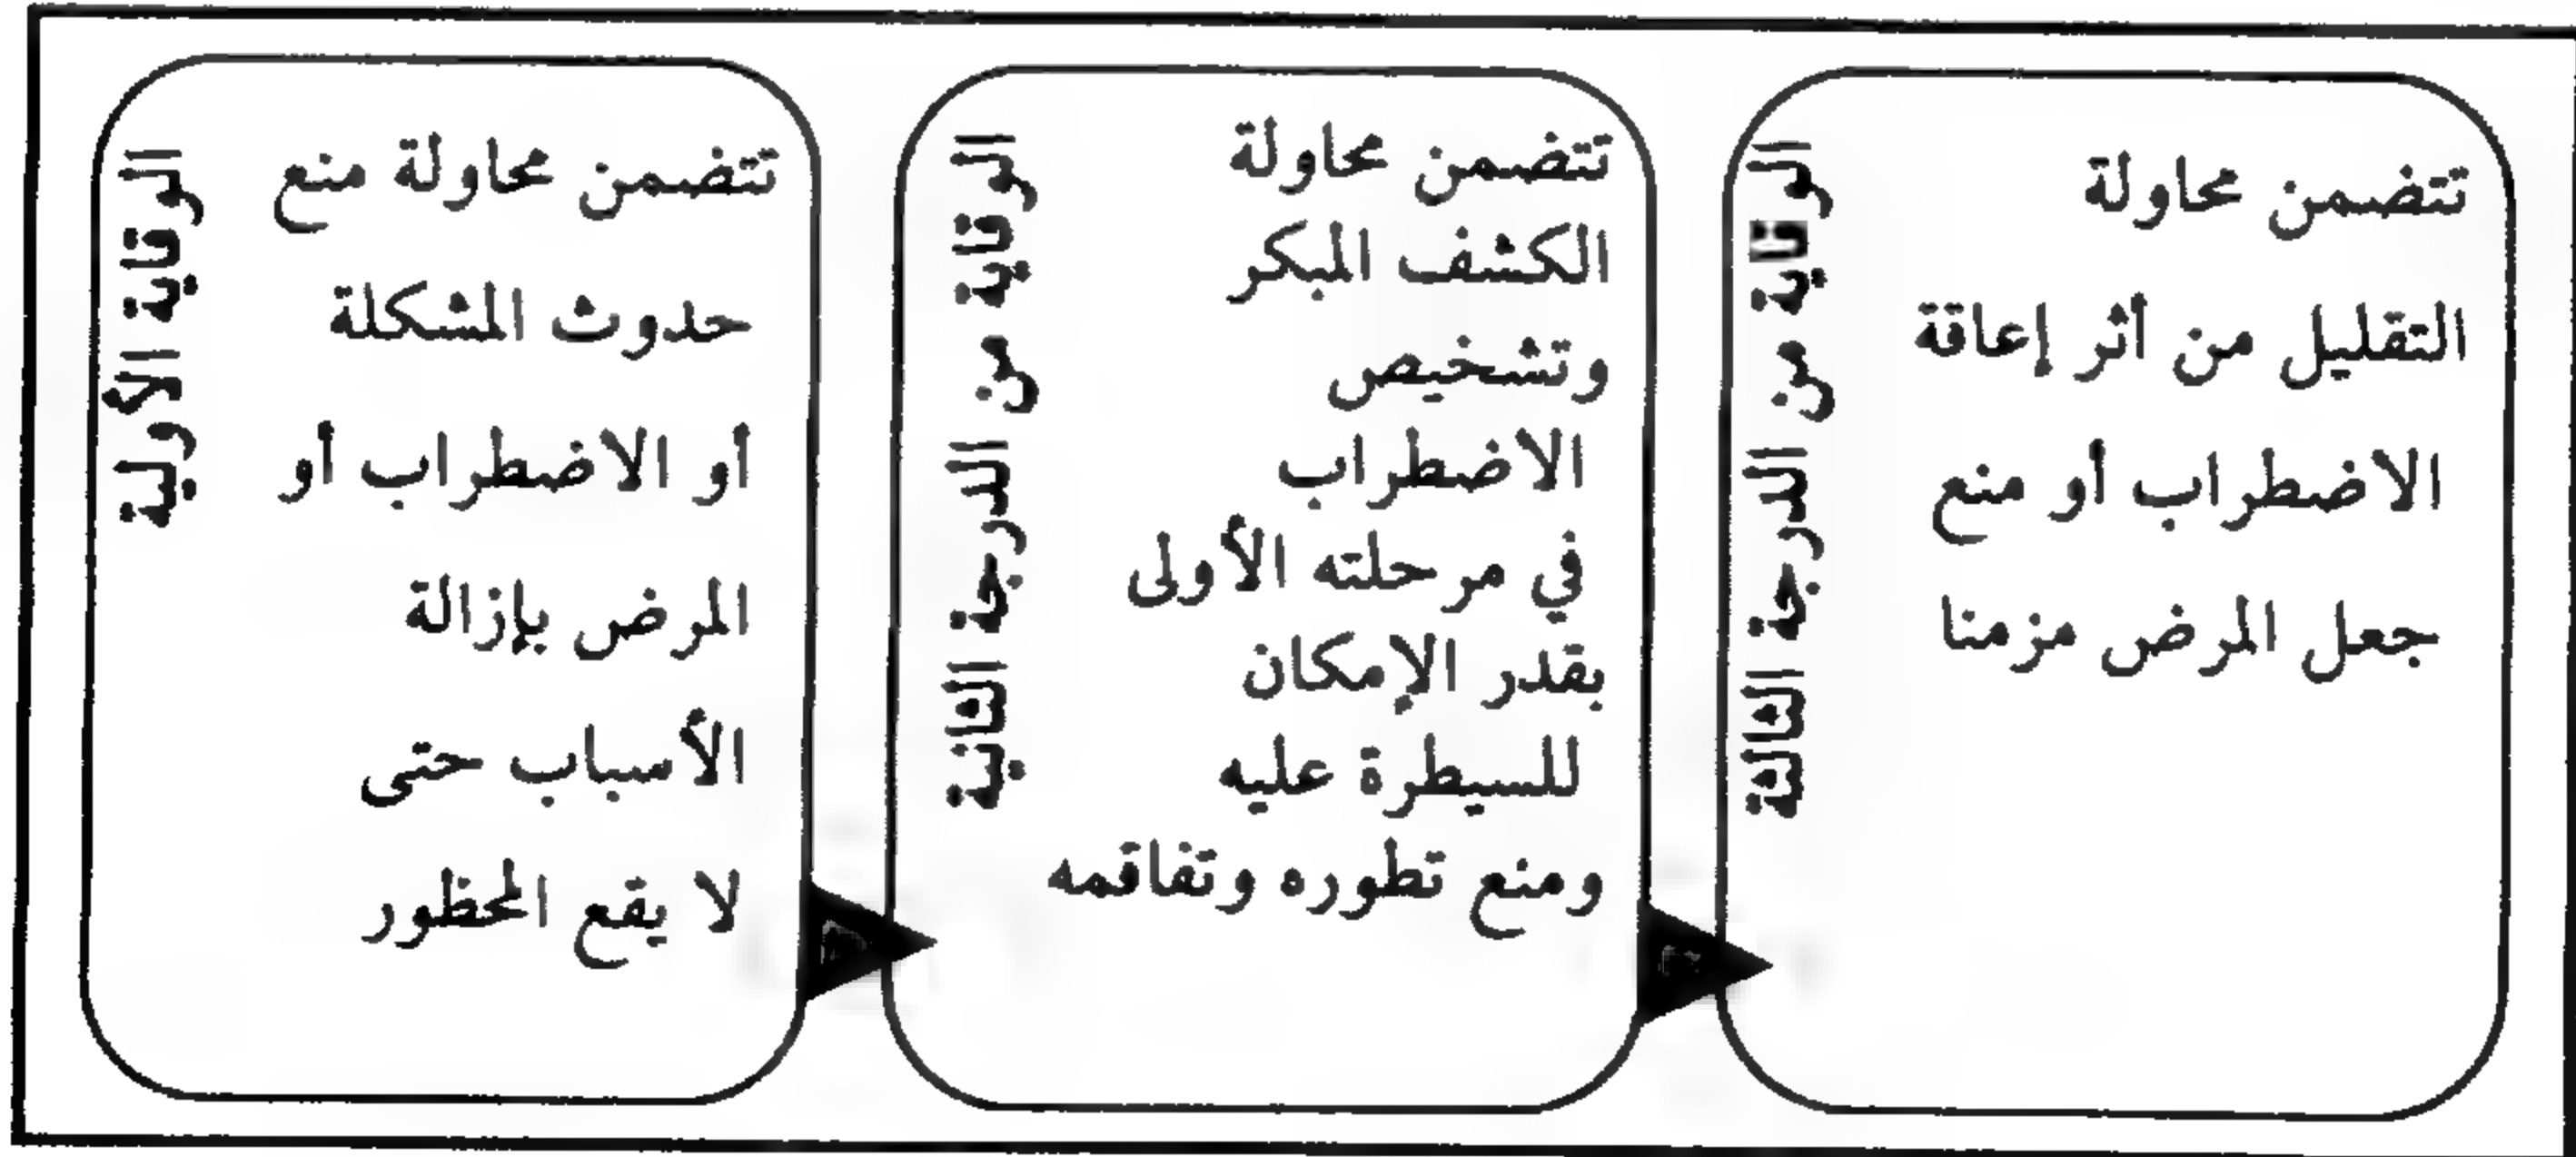 الوقاية الأولية
تتضمن محاولة منع
حدوث المشكلة
أو الاضطراب أو
المرض بإزالة
الأسباب حتى
لا يقع المحظور
الوقاية من الدرجة الثانية
تتضمن محاولة
الكشف المبكر
وتشخيص
الاضطراب
في مرحلته الأولى
بقدر الإمكان
للسيطرة عليه
ومنع تطوره وتفاقمه
الوقاية من الدرجة الثالثة
تتضمن محاولة
التقليل من أثر إعاقة
الاضطراب أو منع
جعل المرض مزمنا